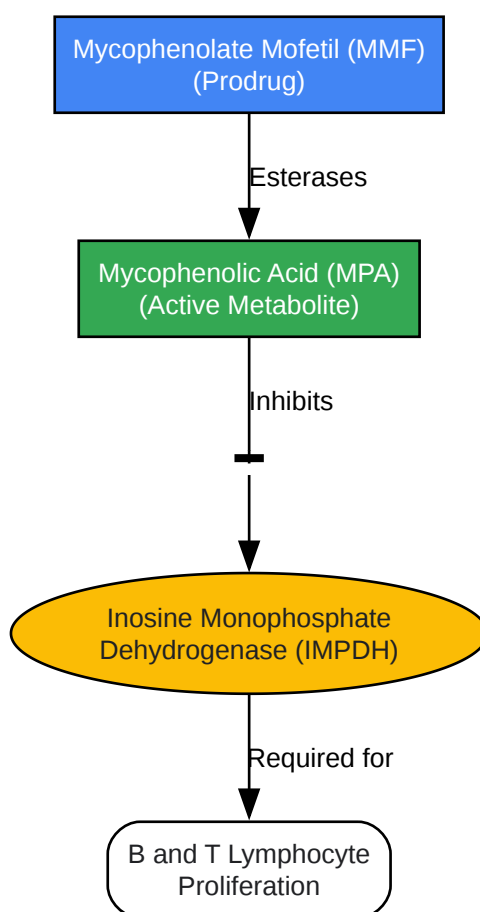 Mycophenolate Mofetil (MMF)
(Prodrug)
Esterases
Mycophenolic Acid (MPA)
(Active Metabolite)
Inhibits
Inosine Monophosphate
Dehydrogenase (IMPDH)
Required for
B and T Lymphocyte
Proliferation